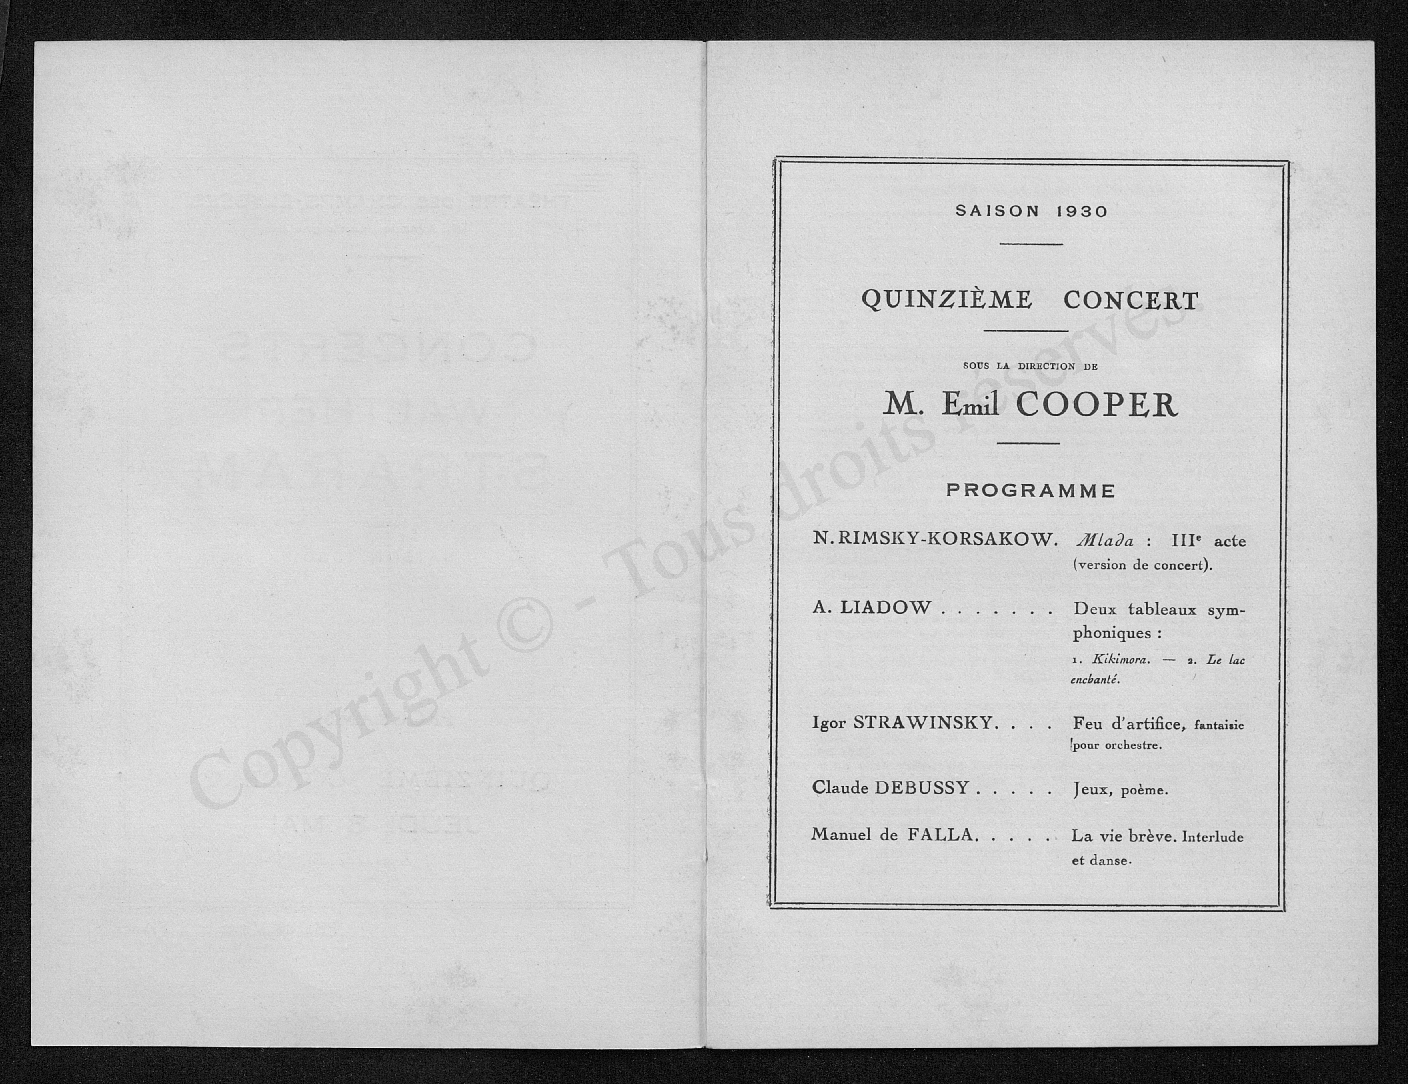 SAISON 1930
QUINZIÈME CONCERT
SOUS LA DIRECTION DE
M. Emil COOPER
PROGRAMME
N. RIMSKY-KORSAKOW. Mlada : IIIe acte
(version de concert).
A. LIADOW . . . . . . . Deux tableaux sym-
phoniques :
1. Kikimora. — 2. Le lac
enchanté.
Igor STRAWINSKY. . . . Feu d'artifice, fantaisie
pour orchestre.
Claude DEBUSSY . . . . . Jeux, poème.
Manuel de FALLA. . . . . La vie brève. Interlude
et danse.
Copyright © - Tous droits réservés